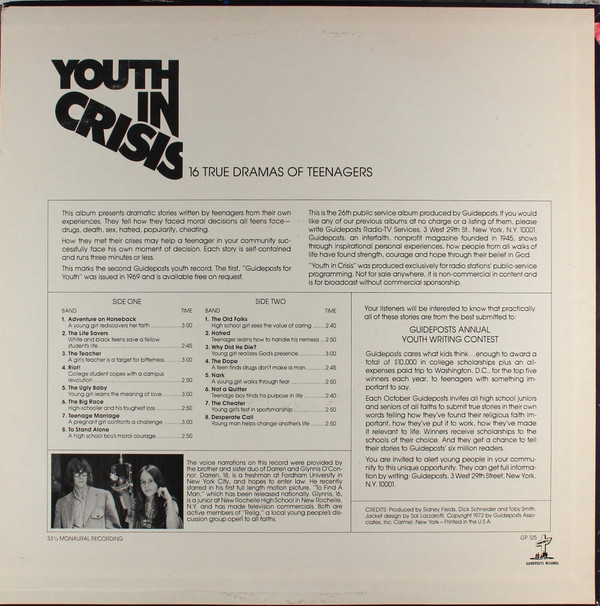 YOUTH
IN
CRISIS
16 TRUE DRAMAS OF TEENAGERS
This album presents dramatic stories written by teenagers from their own
experiences. They tell how they faced moral decisions all teens face—
drugs, death, sex, hatred, popularity, cheating.
How they met their crises may help a teenager in your community suc-
cessfully face his own moment of decision. Each story is self-contained
and runs three minutes or less.
This marks the second Guideposts youth record. The first, "Guideposts for
Youth" was issued in 1969 and is available free on request.
This is the 26th public service album produced by Guideposts. If you would
like any of our previous albums at no charge or a listing of them, please
write Guideposts Radio-TV Services, 3 West 29th St., New York, N.Y. 10001.
Guideposts, an interfaith, nonprofit magazine founded in 1945, shows
through inspirational personal experiences, how people from all walks of
life have found strength, courage and hope through their belief in God.
"Youth in Crisis" was produced exclusively for radio stations' public-service
programming. Not for sale anywhere, it is non-commercial in content and
is for broadcast without commercial sponsorship.
SIDE ONE
BAND TIME
1. Adventure on Horseback
A young girl rediscovers her faith 3:00
2. The Life Savers
White and black teens save a fellow
student's life 2:45
3. The Teacher
A girl's teacher is a target for bitterness 3:00
4. Riot!
College student copes with a campus
revolution 2:50
5. The Ugly Baby
Young girl learns the meaning of love 3:00
6. The Big Race
High-schooler and his toughest loss 2:50
7. Teenage Marriage
A pregnant girl confronts a challenge 3:00
8. To Stand Alone
A high school boy's moral courage 2:50
SIDE TWO
BAND TIME
1. The Old Folks
High school girl sees the value of caring 2:40
2. Hatred
Teenager learns how to handle his nemesis 2:50
3. Why Did He Die?
Young girl realizes God's presence 3:00
4. The Dope
A teen finds drugs don't make a man 2:45
5. Nark
A young girl walks through fear 2:50
6. Not a Quitter
Teenage boy finds his purpose in life 2:40
7. The Cheater
Young girl's test in sportsmanship 2:50
8. Desperate Call
Young man helps change another's life 2:50
Your listeners will be interested to know that practically
all of these stories are from the best submitted to:
GUIDEPOSTS ANNUAL
YOUTH WRITING CONTEST
Guideposts cares what kids think... enough to award a
total of $10,000 in college scholarships plus an all-
expenses paid trip to Washington, D.C., for the top five
winners each year, to teenagers with something im-
portant to say.
Each October Guideposts invites all high school juniors
and seniors of all faiths to submit true stories in their own
words telling how they've found their religious faith im-
portant, how they've put it to work, how they've made
it relevant to life. Winners receive scholarships to the
schools of their choice. And they get a chance to tell
their stories to Guideposts' six million readers.
You are invited to alert young people in your commu-
nity to this unique opportunity. They can get full informa-
tion by writing: Guideposts, 3 West 29th Street, New York,
N.Y. 10001.
The voice narrations on this record were provided by
the brother and sister duo of Darren and Glynnis O'Con-
nor. Darren, 18, is a freshman at Fordham University in
New York City, and hopes to enter law. He recently
starred in his first full length motion picture, "To Find A
Man," which has been released nationally. Glynnis, 16,
is a junior at New Rochelle High School in New Rochelle,
N.Y. and has made television commercials. Both are
active members of "Relig," a local young people's dis-
cussion group open to all faiths.
CREDITS: Produced by Sidney Fields, Dick Schneider and Toby Smith.
Jacket design by Sal Lazzarotti. Copyright 1972 by Guideposts Asso-
ciates, Inc. Carmel, New York—Printed in the U.S.A.
33⅓ MONAURAL RECORDING
GP 125
GUIDEPOSTS RECORDS